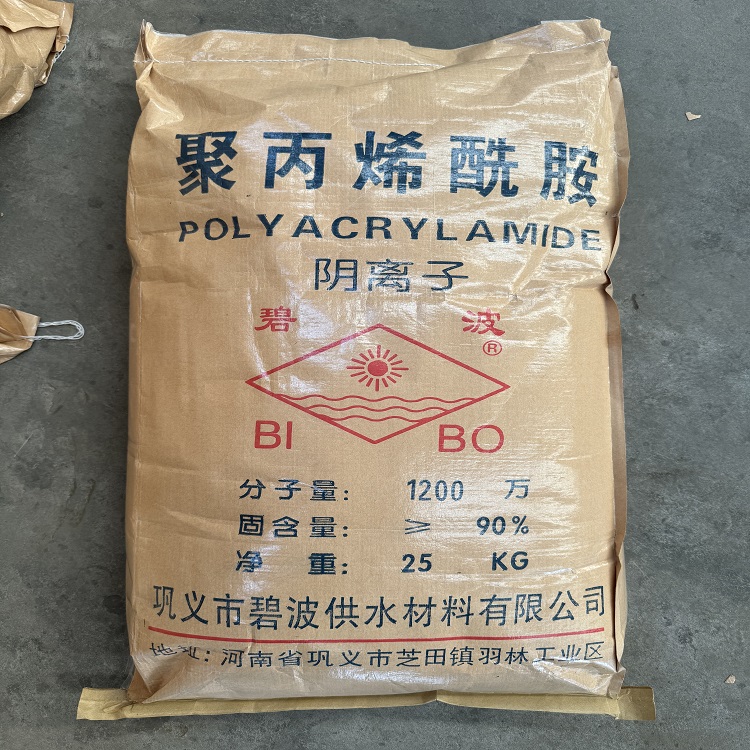 聚丙烯酰胺
POLYACRYLAMIDE
阴离子
碧 波
®
BI BO
分子量: 1200 万
固含量: ≥ 90%
净 重: 25 KG
巩义市碧波供水材料有限公司
地址:河南省巩义市芝田镇羽林工业区